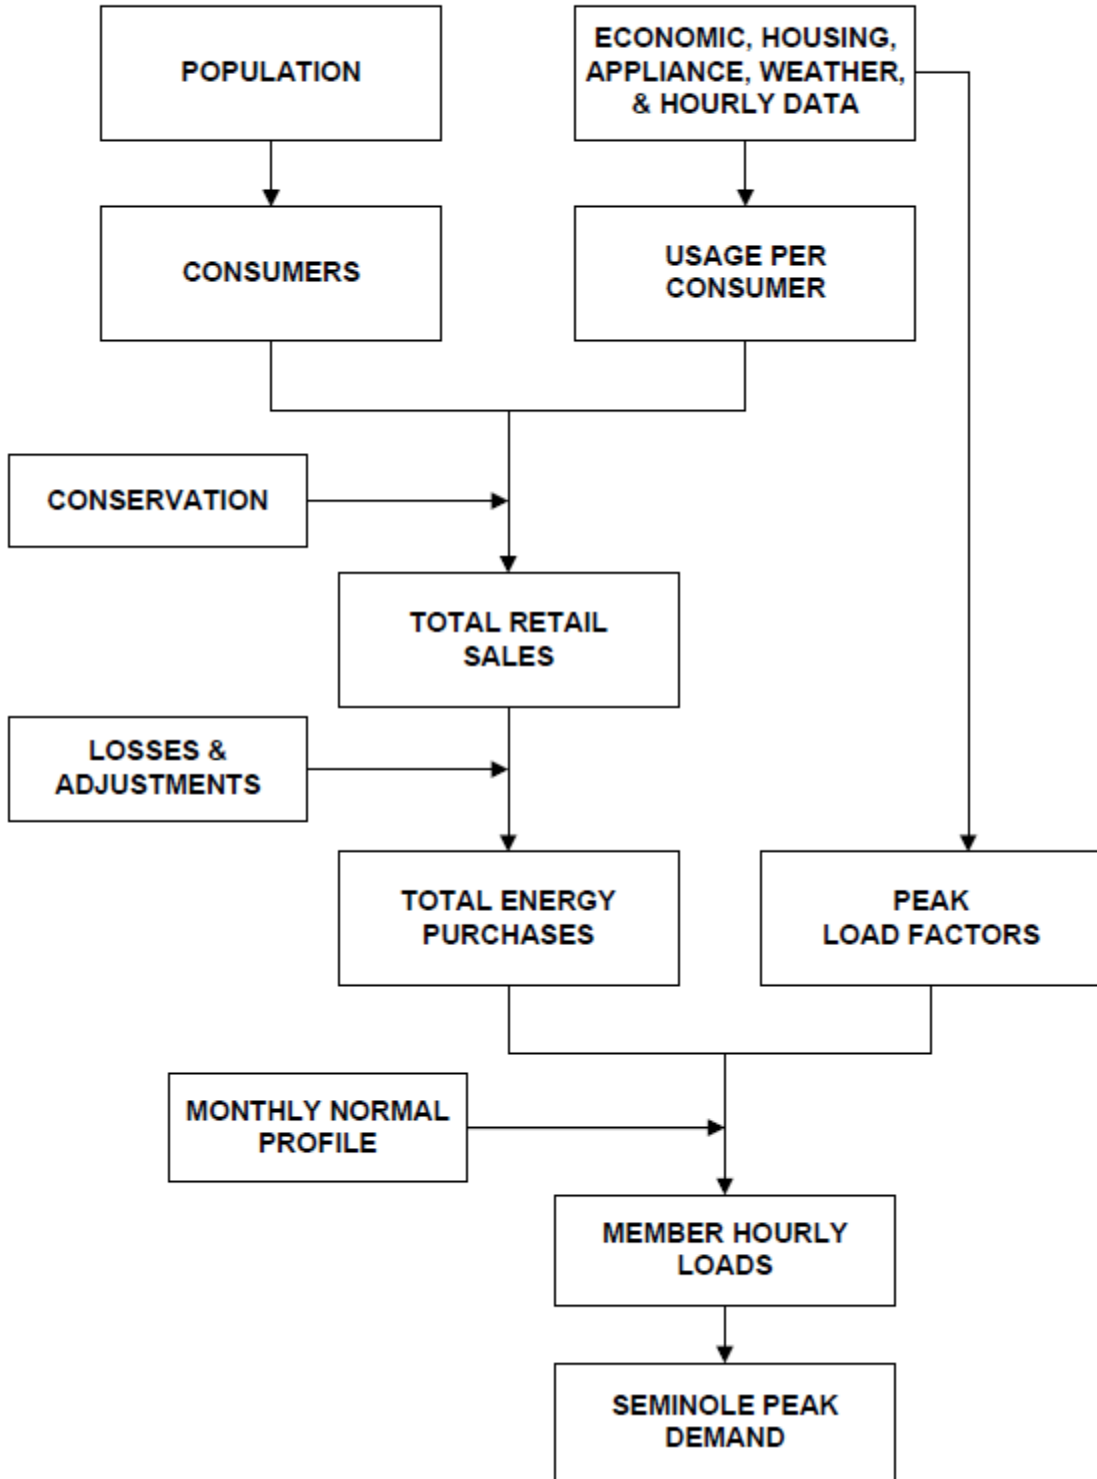 POPULATION
ECONOMIC, HOUSING,
APPLIANCE, WEATHER,
& HOURLY DATA
CONSUMERS
USAGE PER
CONSUMER
CONSERVATION
TOTAL RETAIL
SALES
LOSSES &
ADJUSTMENTS
TOTAL ENERGY
PURCHASES
PEAK
LOAD FACTORS
MONTHLY NORMAL
PROFILE
MEMBER HOURLY
LOADS
SEMINOLE PEAK
DEMAND